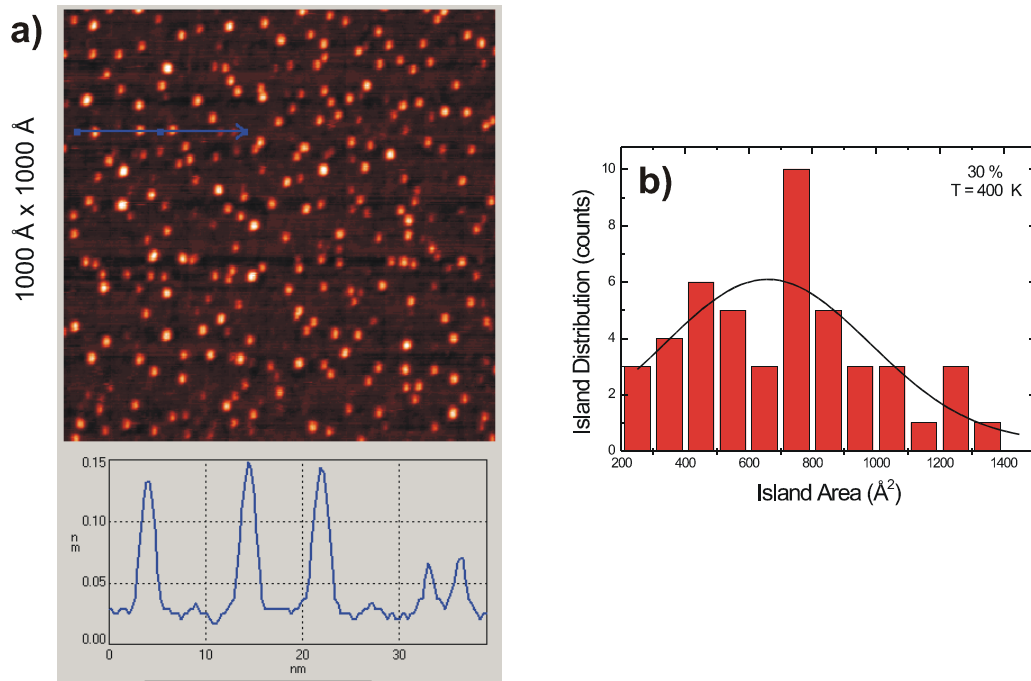 a)
1000 Å x 1000 Å
0.15
0.10
n
m
0.05
0.00
0
10
20
30
nm
b)
30 %
T = 400 K
Island Distribution (counts)
10
8
6
4
2
0
200
400
600
800
1000
1200
1400
Island Area (Å²)